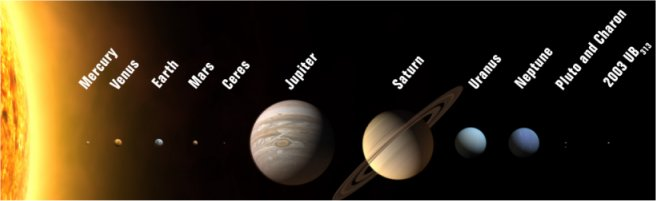 Mercury
Venus
Earth
Mars
Ceres
Jupiter
Saturn
Uranus
Neptune
Pluto and Charon
2003 UB313